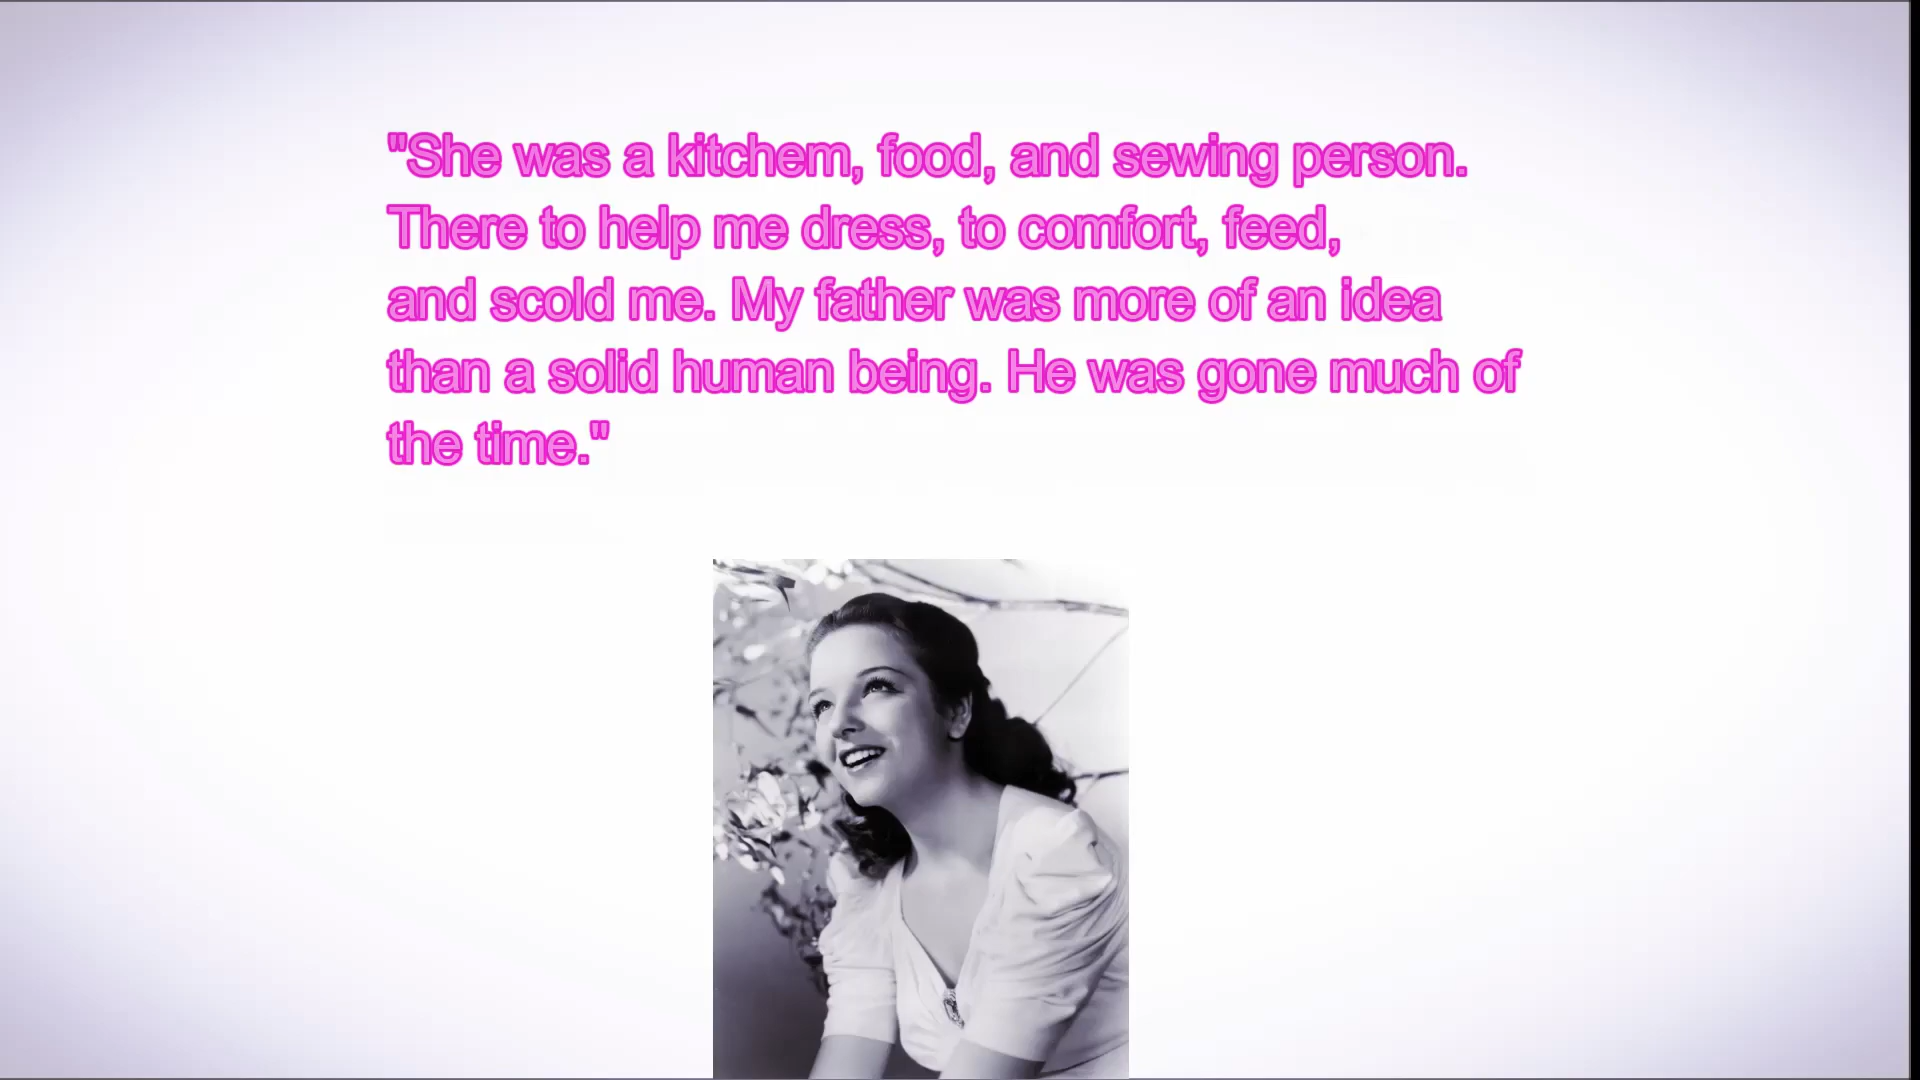 "She was a kitchem, food, and sewing person.
There to help me dress, to comfort, feed,
and scold me. My father was more of an idea
than a solid human being. He was gone much of
the time."